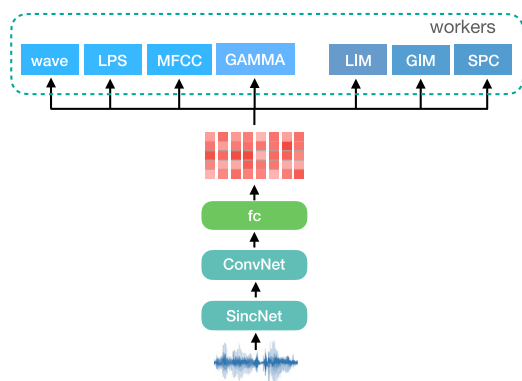 workers
wave LPS MFCC GAMMA LIM GIM SPC
fc
ConvNet
SincNet